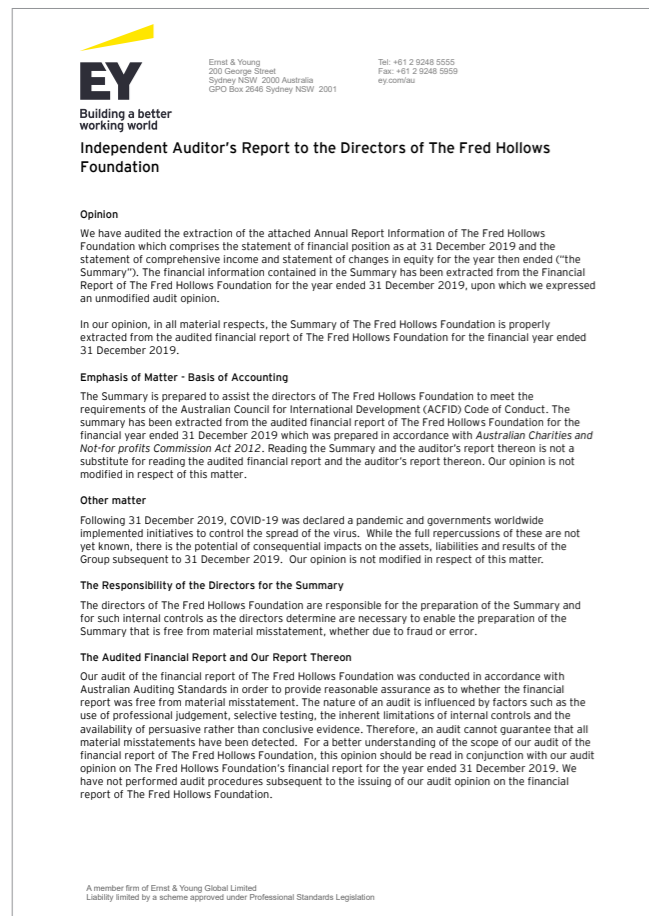 EY
Building a better
working world
Ernst & Young
200 George Street
Sydney NSW  2000 Australia
GPO Box 2646 Sydney NSW  2001
Tel: +61 2 9248 5555
Fax: +61 2 9248 5959
ey.com/au
Independent Auditor's Report to the Directors of The Fred Hollows
Foundation
Opinion
We have audited the extraction of the attached Annual Report Information of The Fred Hollows
Foundation which comprises the statement of financial position as at 31 December 2019 and the
statement of comprehensive income and statement of changes in equity for the year then ended ("the
Summary"). The financial information contained in the Summary has been extracted from the Financial
Report of The Fred Hollows Foundation for the year ended 31 December 2019, upon which we expressed
an unmodified audit opinion.
In our opinion, in all material respects, the Summary of The Fred Hollows Foundation is properly
extracted from the audited financial report of The Fred Hollows Foundation for the financial year ended
31 December 2019.
Emphasis of Matter - Basis of Accounting
The Summary is prepared to assist the directors of The Fred Hollows Foundation to meet the
requirements of the Australian Council for International Development (ACFID) Code of Conduct. The
summary has been extracted from the audited financial report of The Fred Hollows Foundation for the
financial year ended 31 December 2019 which was prepared in accordance with Australian Charities and
Not-for profits Commission Act 2012. Reading the Summary and the auditor's report thereon is not a
substitute for reading the audited financial report and the auditor's report thereon. Our opinion is not
modified in respect of this matter.
Other matter
Following 31 December 2019, COVID-19 was declared a pandemic and governments worldwide
implemented initiatives to control the spread of the virus.  While the full repercussions of these are not
yet known, there is the potential of consequential impacts on the assets, liabilities and results of the
Group subsequent to 31 December 2019.  Our opinion is not modified in respect of this matter.
The Responsibility of the Directors for the Summary
The directors of The Fred Hollows Foundation are responsible for the preparation of the Summary and
for such internal controls as the directors determine are necessary to enable the preparation of the
Summary that is free from material misstatement, whether due to fraud or error.
The Audited Financial Report and Our Report Thereon
Our audit of the financial report of The Fred Hollows Foundation was conducted in accordance with
Australian Auditing Standards in order to provide reasonable assurance as to whether the financial
report was free from material misstatement. The nature of an audit is influenced by factors such as the
use of professional judgement, selective testing, the inherent limitations of internal controls and the
availability of persuasive rather than conclusive evidence. Therefore, an audit cannot guarantee that all
material misstatements have been detected.  For a better understanding of the scope of our audit of the
financial report of The Fred Hollows Foundation, this opinion should be read in conjunction with our audit
opinion on The Fred Hollows Foundation's financial report for the year ended 31 December 2019. We
have not performed audit procedures subsequent to the issuing of our audit opinion on the financial
report of The Fred Hollows Foundation.
A member firm of Ernst & Young Global Limited
Liability limited by a scheme approved under Professional Standards Legislation